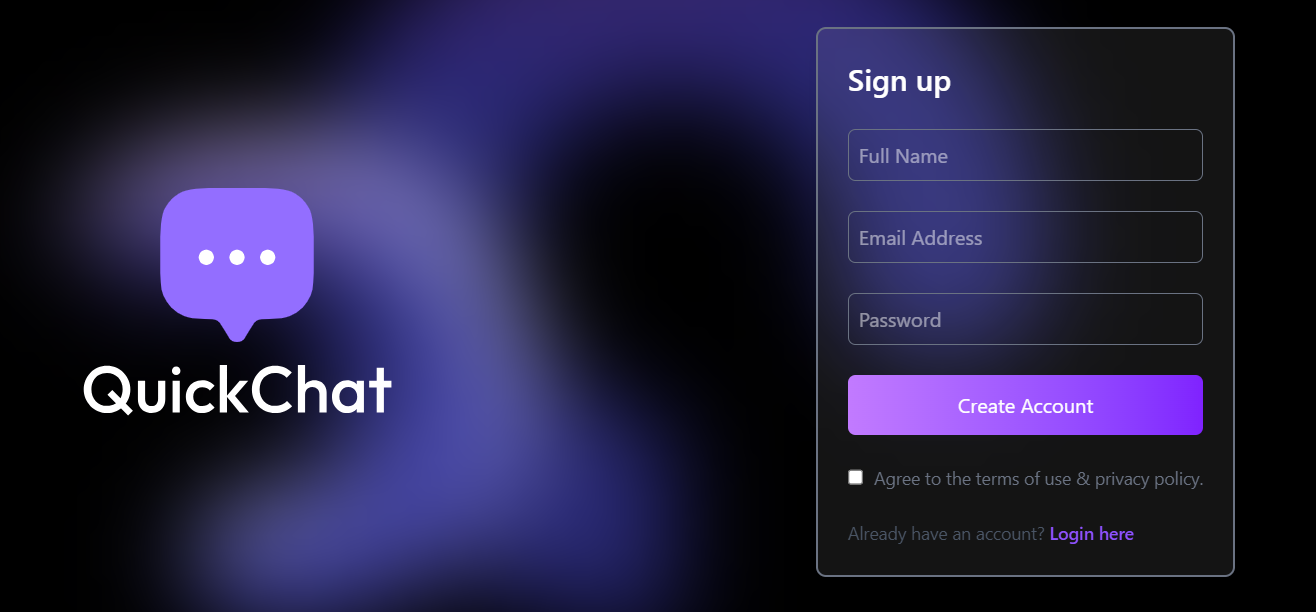 QuickChat
Sign up
Full Name
Email Address
Password
Create Account
Agree to the terms of use & privacy policy.
Already have an account? Login here